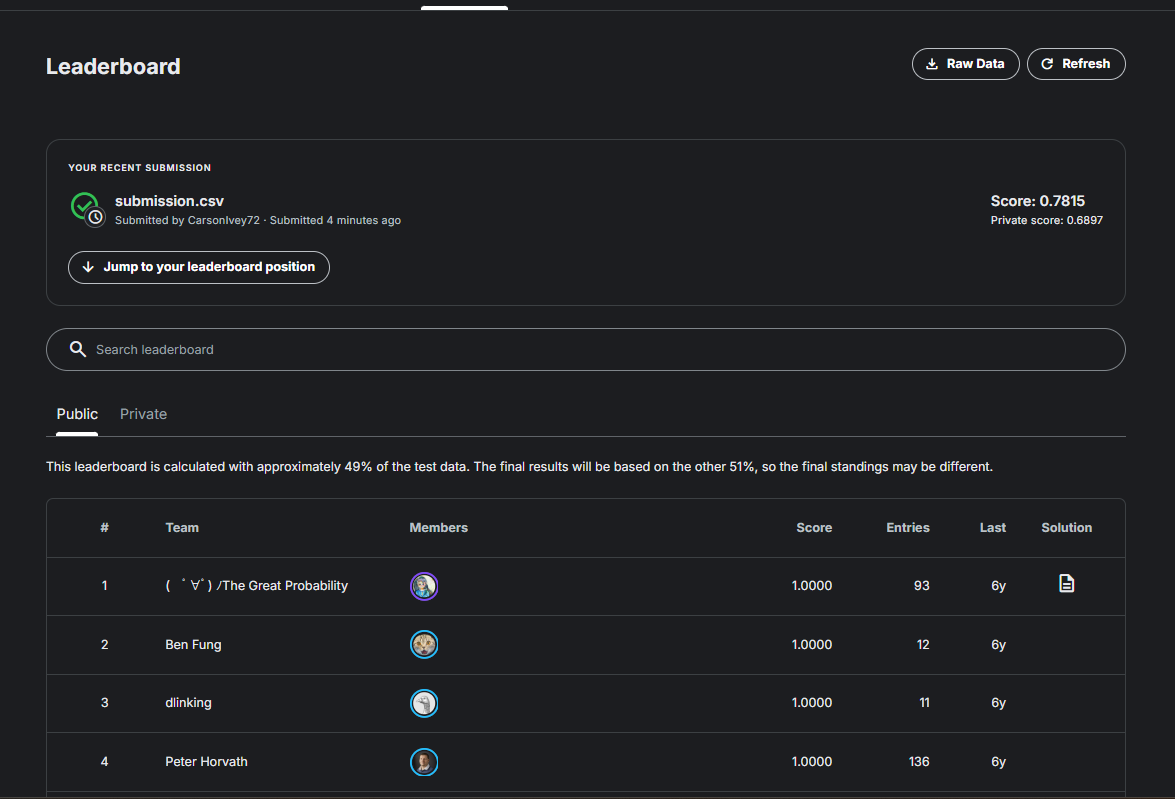 Leaderboard
Raw Data
Refresh
YOUR RECENT SUBMISSION
submission.csv
Submitted by CarsonIvey72 · Submitted 4 minutes ago
Score: 0.7815
Private score: 0.6897
Jump to your leaderboard position
Search leaderboard
Public Private
This leaderboard is calculated with approximately 49% of the test data. The final results will be based on the other 51%, so the final standings may be different.
# Team Members Score Entries Last Solution
1 ( ﾟ∀ﾟ) ﾉThe Great Probability 1.0000 93 6y
2 Ben Fung 1.0000 12 6y
3 dlinking 1.0000 11 6y
4 Peter Horvath 1.0000 136 6y